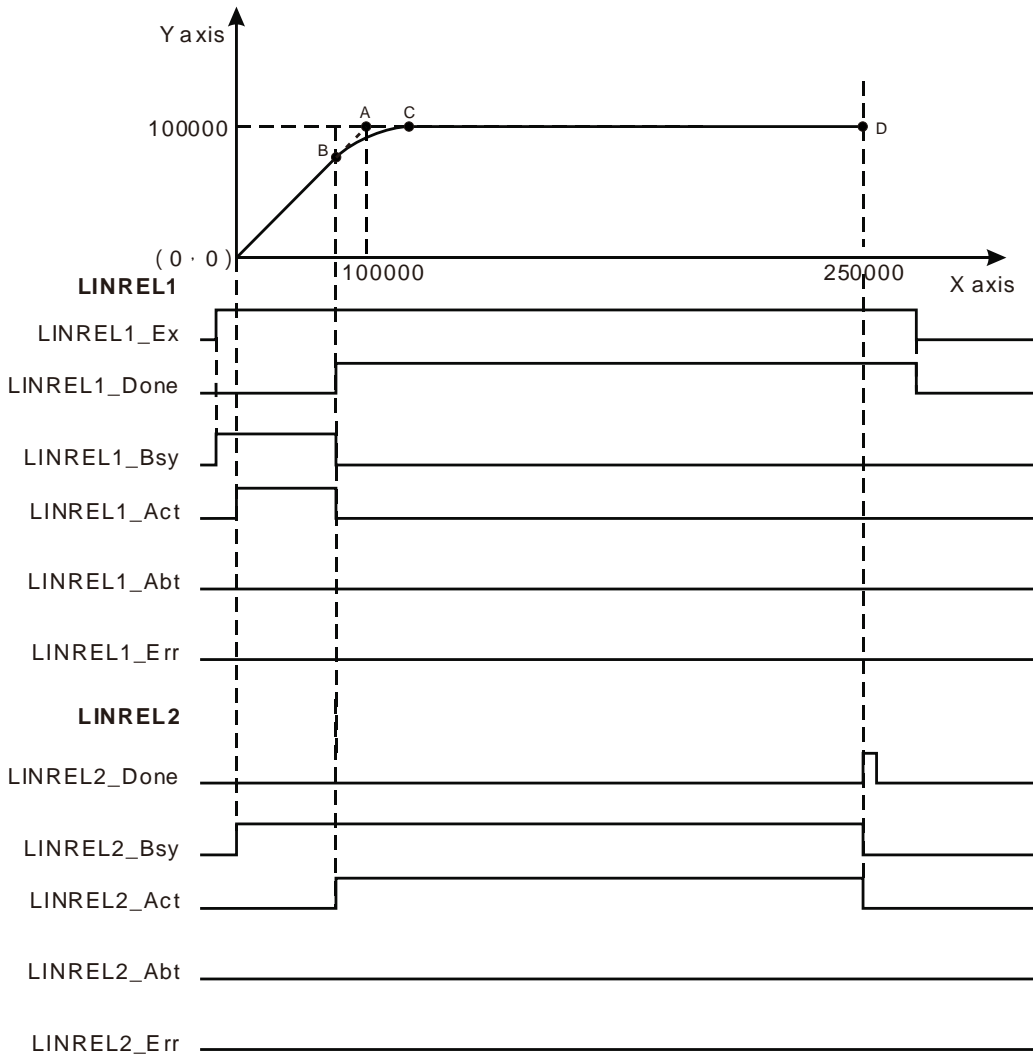 Y axis
A
C
100000
B
D
(0,0)
100000
250000
X axis
LINREL1
LINREL1_Ex
LINREL1_Done
LINREL1_Bsy
LINREL1_Act
LINREL1_Abt
LINREL1_Err
LINREL2
LINREL2_Done
LINREL2_Bsy
LINREL2_Act
LINREL2_Abt
LINREL2_Err